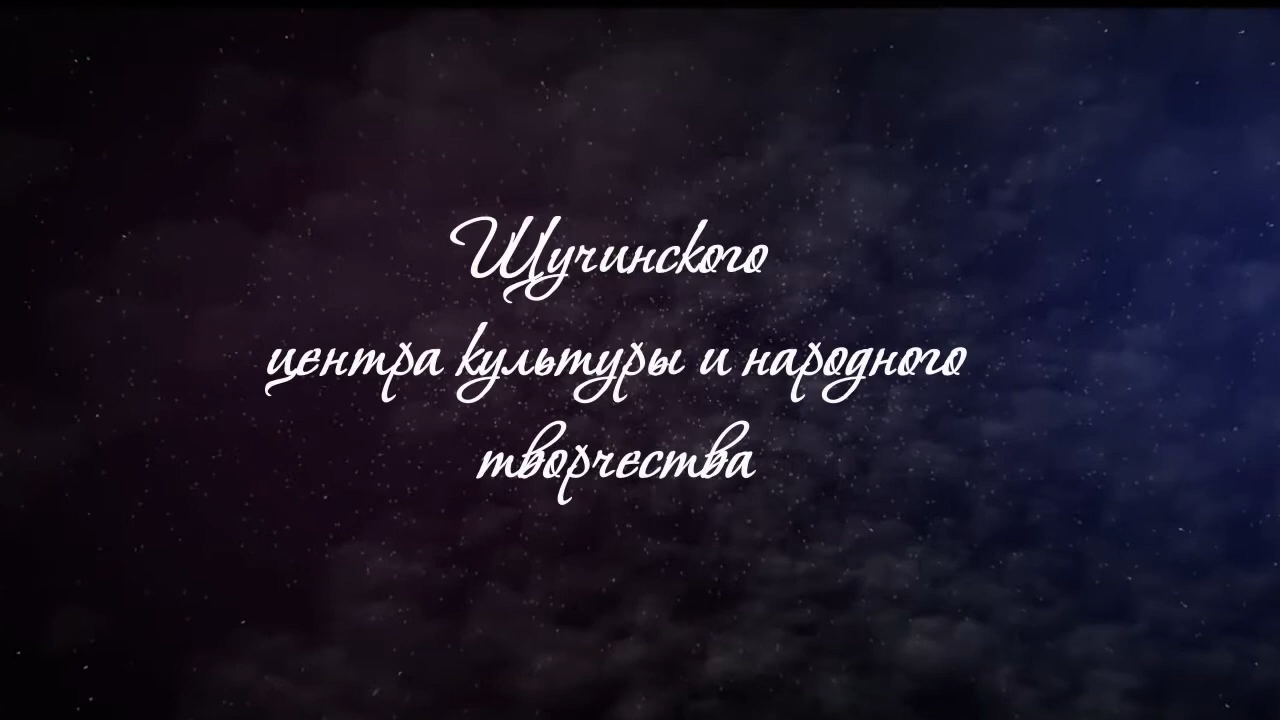 Щучинского
центра культуры и народного
творчества